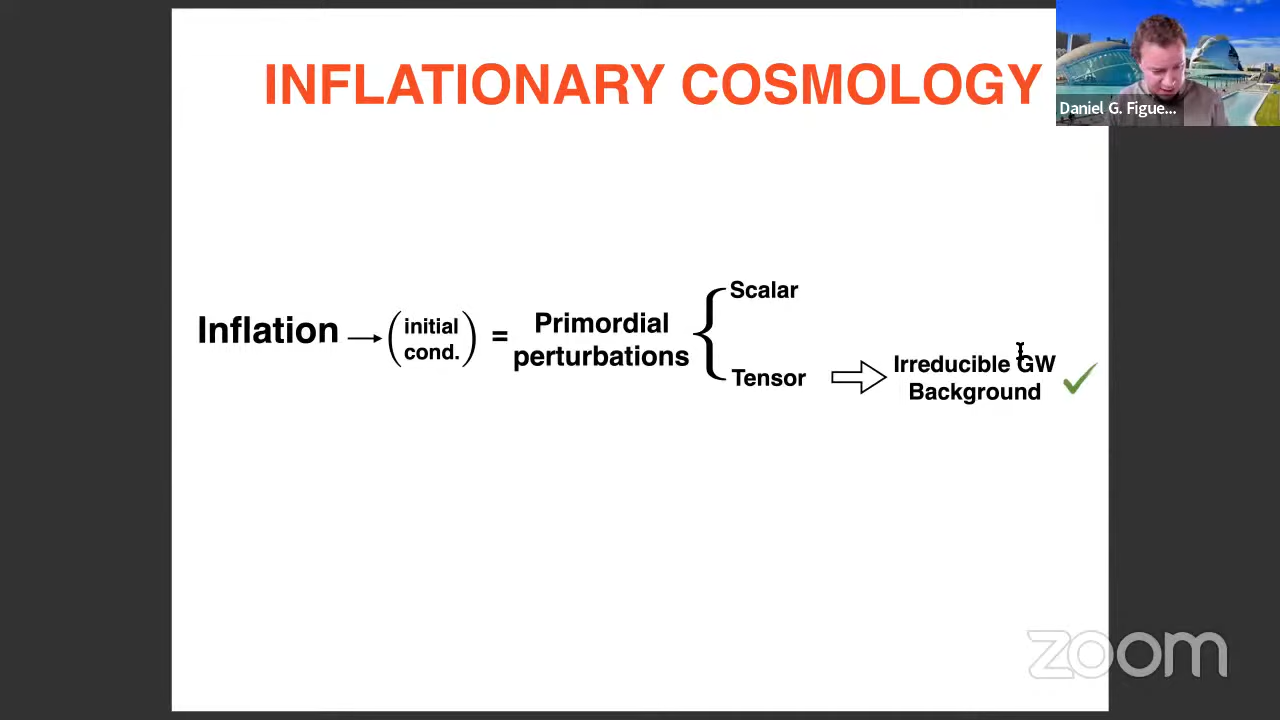 INFLATIONARY COSMOLOGY
Daniel G. Figue...
Scalar
Inflation → (initial cond.) = Primordial perturbations {
Tensor ⇒ Irreducible GW
Background ✓
zoom